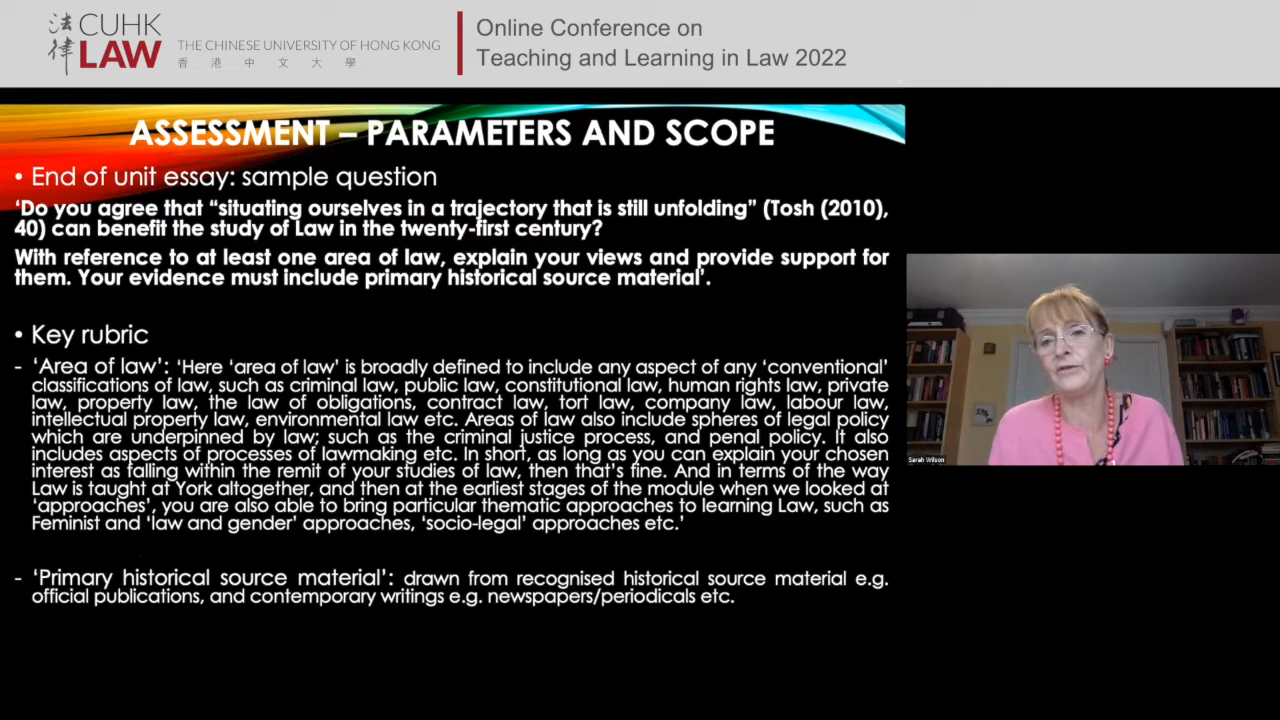 法律
CUHK
LAW
THE CHINESE UNIVERSITY OF HONG KONG
香港中文大學
Online Conference on
Teaching and Learning in Law 2022
ASSESSMENT – PARAMETERS AND SCOPE
• End of unit essay: sample question
‘Do you agree that “situating ourselves in a trajectory that is still unfolding” (Tosh (2010),
40) can benefit the study of Law in the twenty-first century?
With reference to at least one area of law, explain your views and provide support for
them. Your evidence must include primary historical source material’.
• Key rubric
- ‘Area of law’: ‘Here ‘area of law’ is broadly defined to include any aspect of any ‘conventional’
classifications of law, such as criminal law, public law, constitutional law, human rights law, private
law, property law, the law of obligations, contract law, tort law, company law, labour law,
intellectual property law, environmental law etc. Areas of law also include spheres of legal policy
which are underpinned by law; such as the criminal justice process, and penal policy. It also
includes aspects of processes of lawmaking etc. In short, as long as you can explain your chosen
interest as falling within the remit of your studies of law, then that’s fine. And in terms of the way
Law is taught at York altogether, and then at the earliest stages of the module when we looked at
‘approaches’, you are also able to bring particular thematic approaches to learning Law, such as
Feminist and ‘law and gender’ approaches, ‘socio-legal’ approaches etc.’
- ‘Primary historical source material’: drawn from recognised historical source material e.g.
official publications, and contemporary writings e.g. newspapers/periodicals etc.
Sarah Wilson